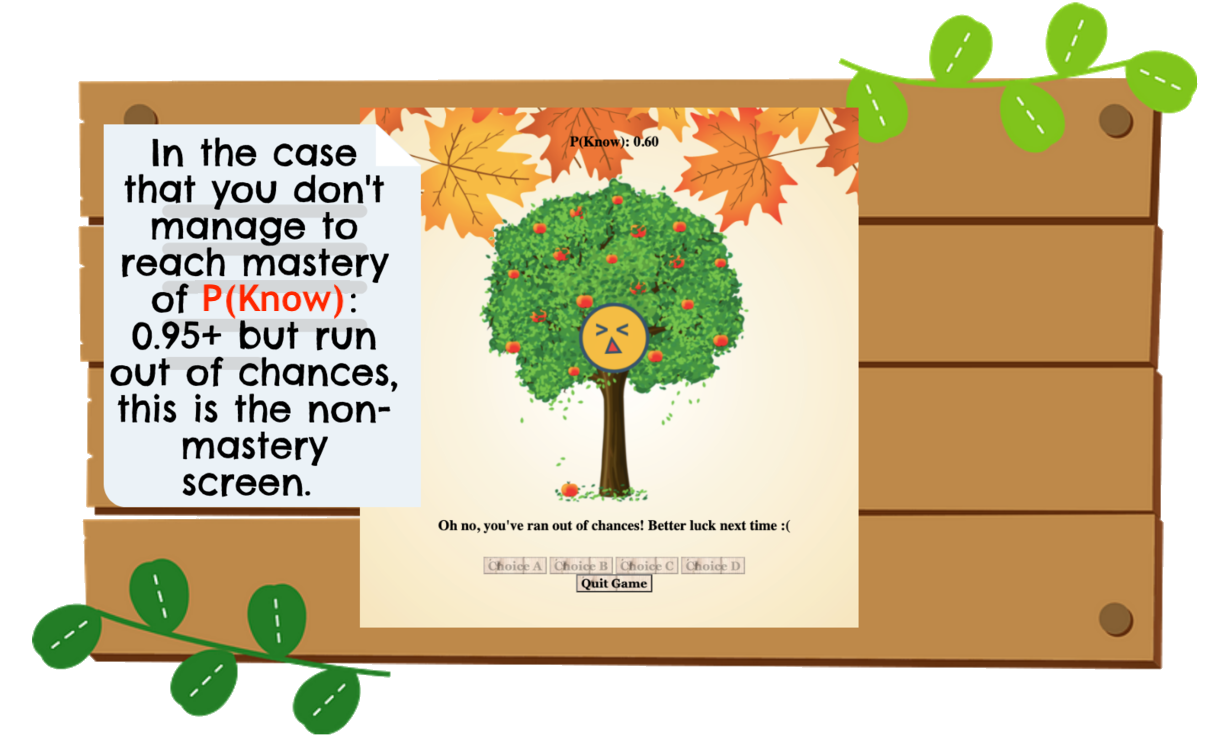 In the case
that you don't
manage to
reach mastery
of P(Know):
0.95+ but run
out of chances,
this is the non-
mastery
screen.
P(Know): 0.60
Oh no, you've ran out of chances! Better luck next time :(
Choice A Choice B Choice C Choice D
Quit Game